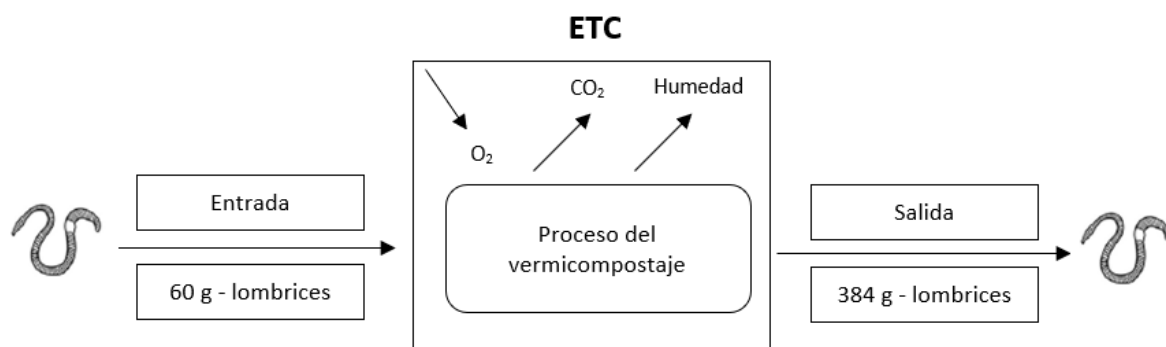 ETC
CO₂
Humedad
O₂
Entrada
60 g - lombrices
Proceso del
vermicompostaje
Salida
384 g - lombrices